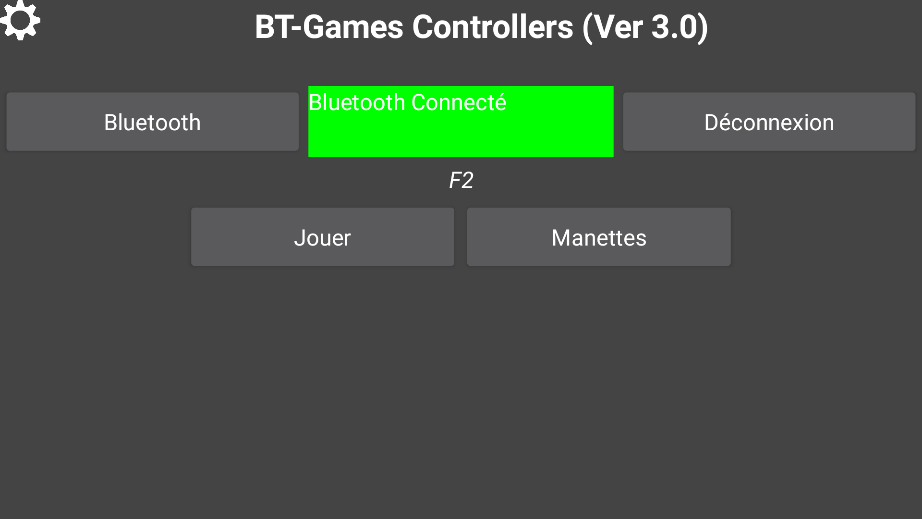 BT-Games Controllers (Ver 3.0)
Bluetooth
Bluetooth Connecté
Déconnexion
F2
Jouer
Manettes